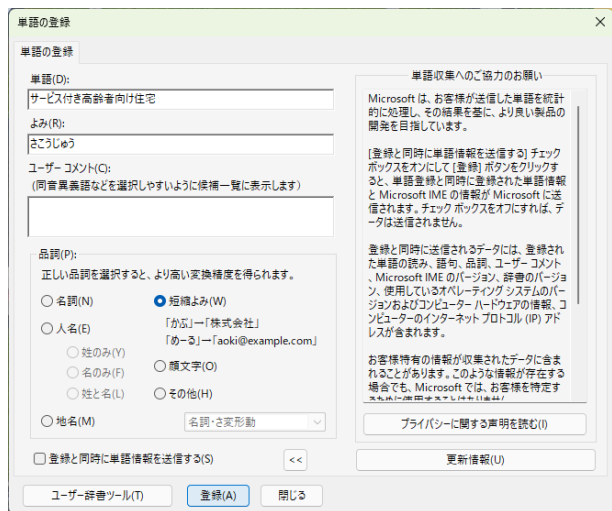 単語の登録
単語の登録
単語(D):
サービス付き高齢者向け住宅
よみ(R):
さこうじゅう
ユーザー コメント(C):
(同音異義語などを選択しやすいように候補一覧に表示します)
品詞(P):
正しい品詞を選択すると、より高い変換精度を得られます。
名詞(N)
短縮よみ(W)
人名(E)
「かぶ」→「株式会社」
「めーる」→「aoki@example.com」
姓のみ(Y)
名のみ(F)
顔文字(O)
姓と名(L)
その他(H)
地名(M)
名詞・さ変形動
登録と同時に単語情報を送信する(S)
<<
ユーザー辞書ツール(T)
登録(A)
閉じる
単語収集へのご協力のお願い
Microsoft は、お客様が送信した単語を統計
的に処理し、その結果を基に、より良い製品の
開発を目指しています。
[登録と同時に単語情報を送信する] チェック
ボックスをオンにして [登録] ボタンをクリックす
ると、単語登録と同時に登録された単語情報
と Microsoft IME の情報が Microsoft に送
信されます。チェック ボックスをオフにすれば、デ
ータは送信されません。
登録と同時に送信されるデータには、登録され
た単語の読み、語句、品詞、ユーザー コメント
、Microsoft IME のバージョン、辞書のバージョ
ン、使用しているオペレーティング システムのバー
ジョンおよびコンピューター ハードウェアの情報、コ
ンピューターのインターネット プロトコル (IP) アド
レスが含まれます。
お客様特有の情報が収集されたデータに含ま
れることがあります。このような情報が存在する
場合でも、Microsoft では、お客様を特定す
るために使用することはありません。
プライバシーに関する声明を読む(I)
更新情報(U)